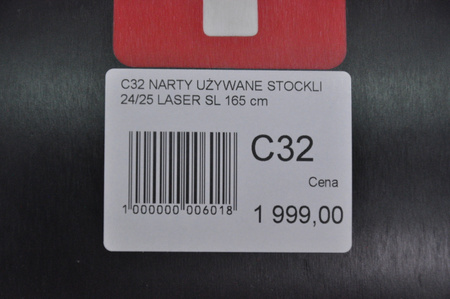 C32 NARTY UŻYWANE STOCKLI
24/25 LASER SL 165 cm
C32
Cena
1 999,00
1 000000 006018